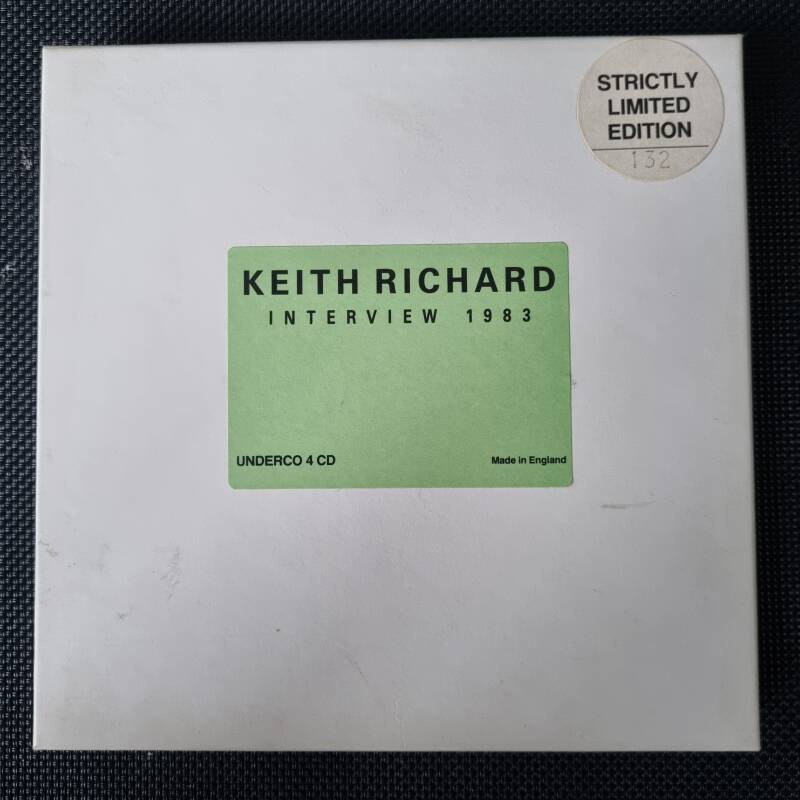 STRICTLY
LIMITED
EDITION
132
KEITH RICHARD
INTERVIEW 1983
UNDERCO 4 CD
Made in England